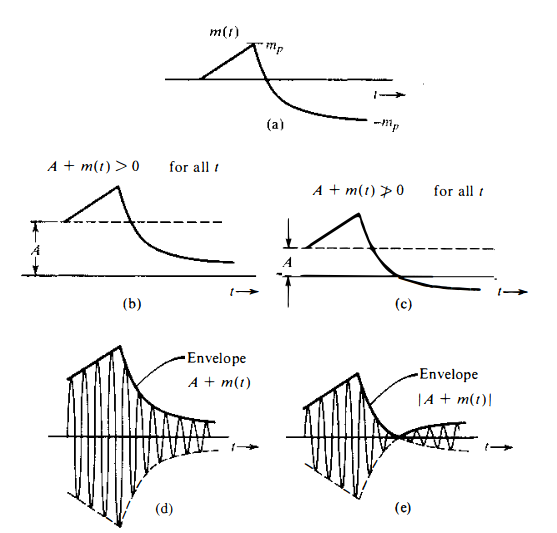 m(t)
m_p
t→
−m_p
(a)
A + m(t) > 0 for all t
A
t→
(b)
A + m(t) ≯ 0 for all t
A
t→
(c)
Envelope
A + m(t)
t→
(d)
Envelope
|A + m(t)|
t→
(e)